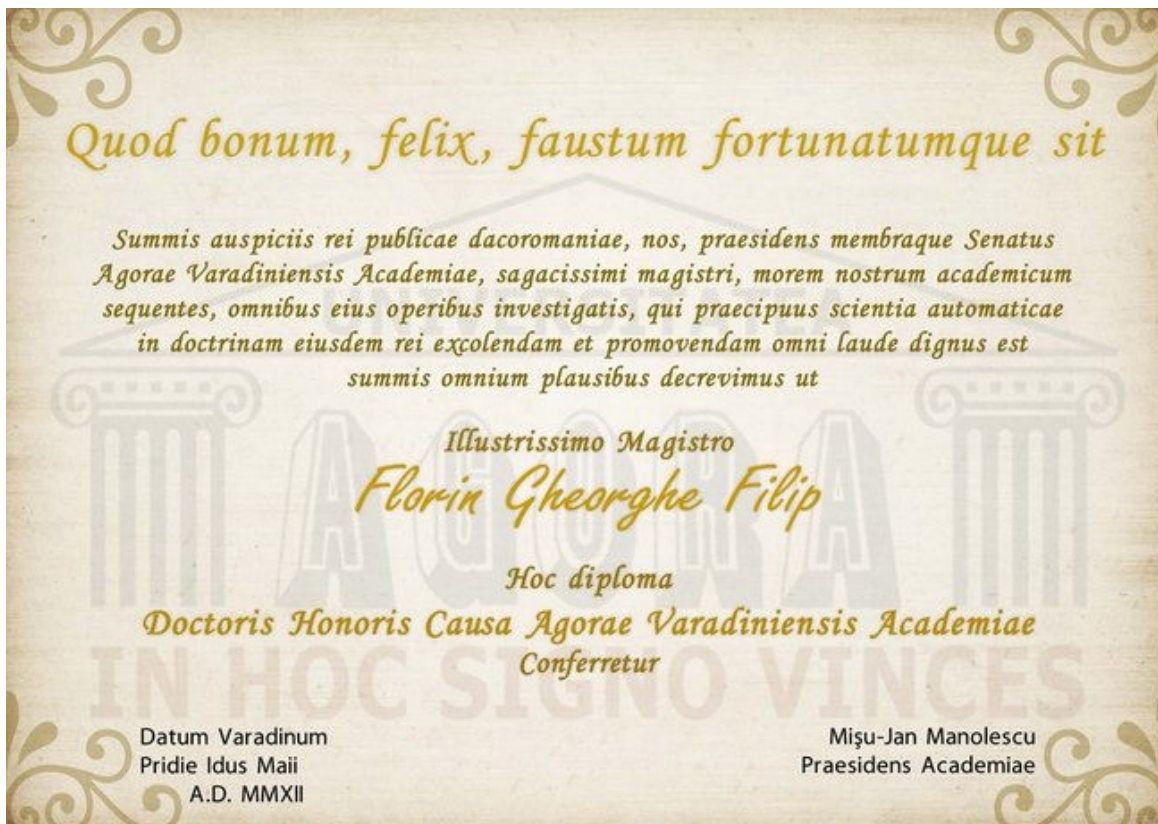 Quod bonum, felix, faustum fortunatumque sit
Summis auspiciis rei publicae dacoromaniae, nos, praesidens membraque Senatus
Agorae Varadiniensis Academiae, sagacissimi magistri, morem nostrum academicum
sequentes, omnibus eius operibus investigatis, qui praecipuus scientia automaticae
in doctrinam eiusdem rei excolendam et promovendam omni laude dignus est
summis omnium plausibus decrevimus ut
UNIVERSITATEA
AGORA
Illustrissimo Magistro
Florin Gheorghe Filip
Hoc diploma
Doctoris Honoris Causa Agorae Varadiniensis Academiae
Conferretur
IN HOC SIGNO VINCES
Datum Varadinum
Pridie Idus Maii
A.D. MMXII
Mişu-Jan Manolescu
Praesidens Academiae